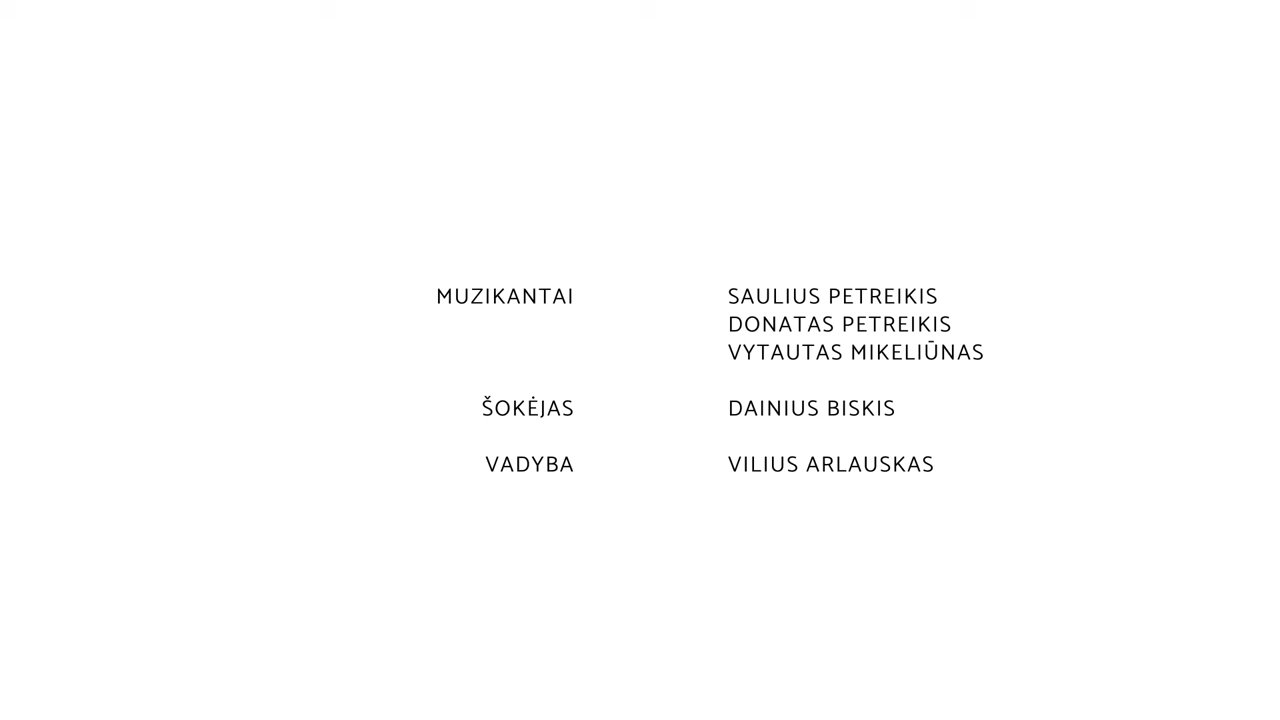 MUZIKANTAI SAULIUS PETREIKIS
DONATAS PETREIKIS
VYTAUTAS MIKELIŪNAS
ŠOKĖJAS DAINIUS BISKIS
VADYBA VILIUS ARLAUSKAS